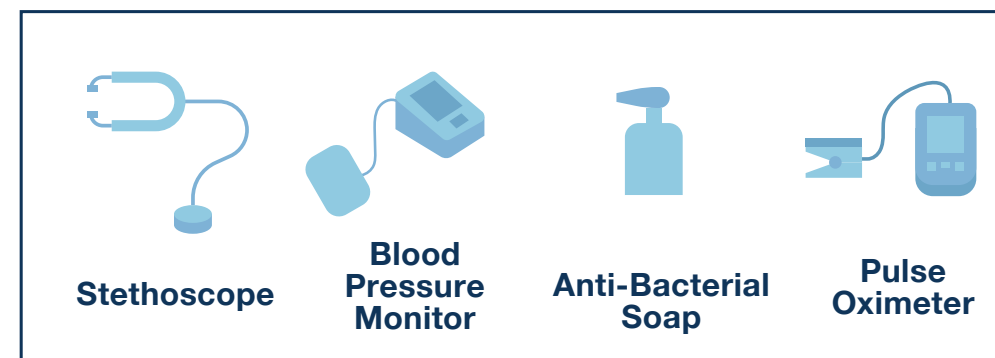 Stethoscope
Blood
Pressure
Monitor
Anti-Bacterial
Soap
Pulse
Oximeter